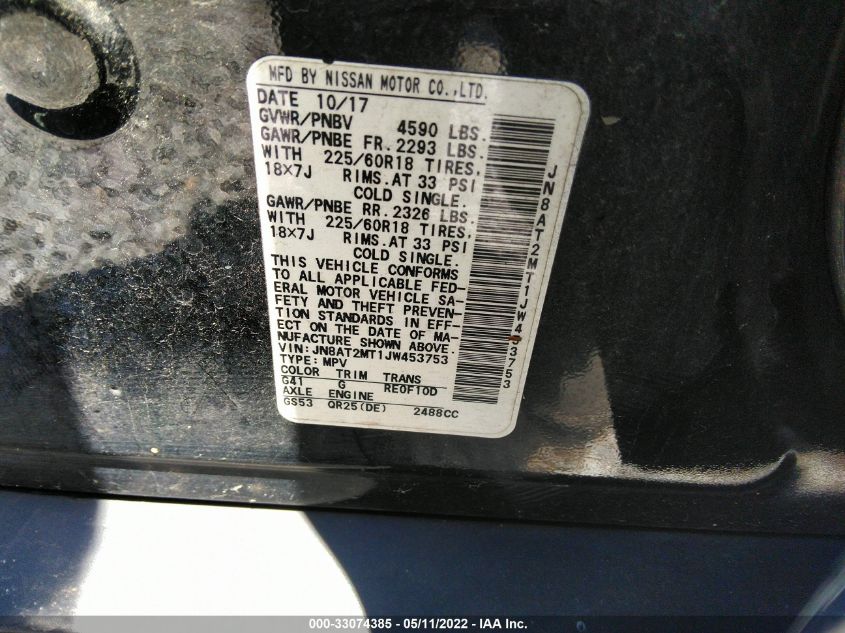 MFD BY NISSAN MOTOR CO.,LTD.
DATE 10/17
GVWR/PNBV 4590 LBS.
GAWR/PNBE FR. 2293 LBS.
WITH 225/60R18 TIRES.
18×7J RIMS.AT 33 PSI
COLD SINGLE.
GAWR/PNBE RR. 2326 LBS.
WITH 225/60R18 TIRES.
18×7J RIMS.AT 33 PSI
COLD SINGLE.
THIS VEHICLE CONFORMS
TO ALL APPLICABLE FED-
ERAL MOTOR VEHICLE SA-
FETY AND THEFT PREVEN-
TION STANDARDS IN EFF-
ECT ON THE DATE OF MA-
NUFACTURE SHOWN ABOVE.
VIN:JN8AT2MT1JW453753
TYPE:MPV
COLOR TRIM TRANS
G41 G RE0F10D
AXLE ENGINE
GS53 QR25(DE) 2488CC
JN8AT2MT1JW453753
000-33074385 - 05/11/2022 - IAA Inc.